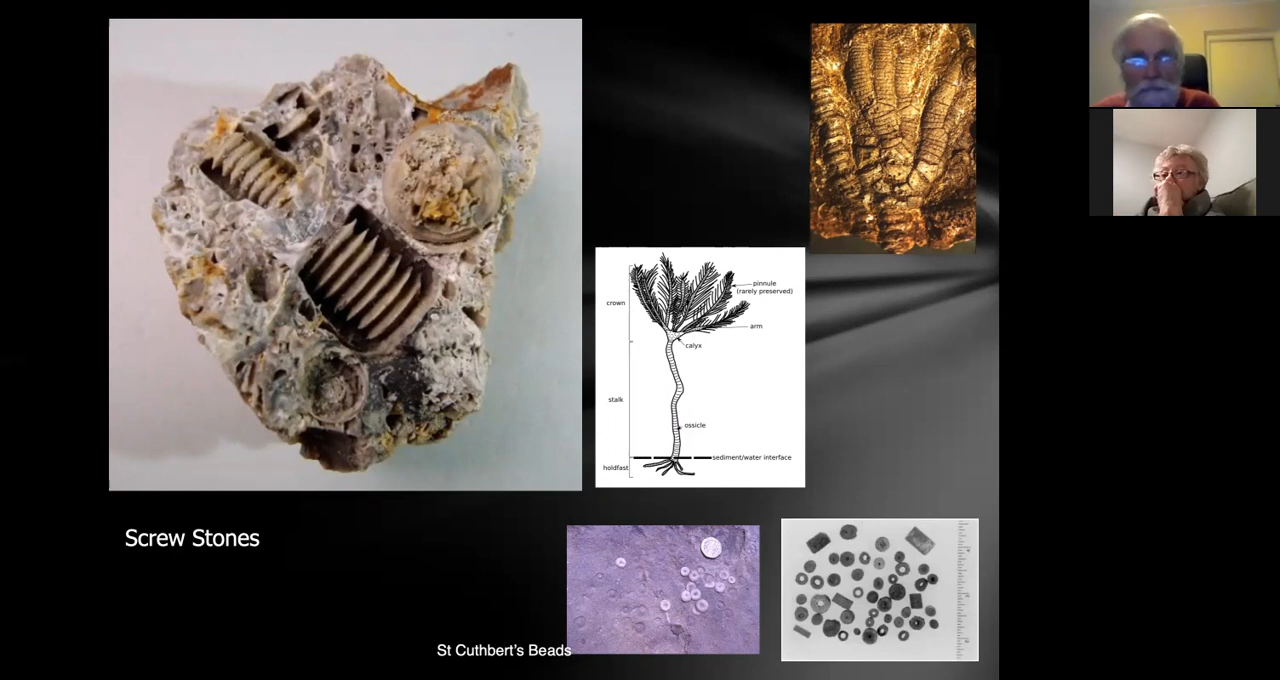 pinnule
(rarely preserved)
crown
arm
calyx
stalk
ossicle
sediment/water interface
holdfast
Screw Stones
St Cuthbert's Beads